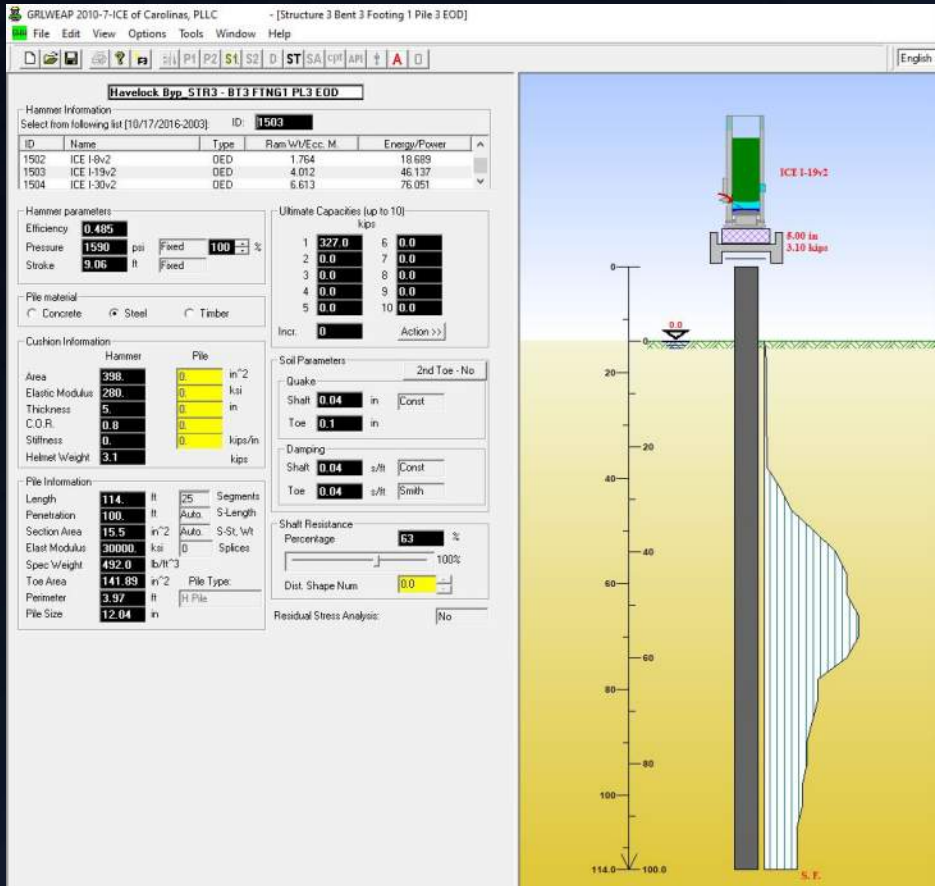 GRLWEAP 2010-7-ICE of Carolinas, PLLC - [Structure 3 Bent 3 Footing 1 Pile 3 EOD]
File Edit View Options Tools Window Help
P1 P2 S1 S2 D ST SA cpt API A O English
Havelock Byp_STR3 - BT3 FTNG1 PL3 EOD
Hammer Information
Select from following list [10/17/2016-2003]: ID: 1503
ID Name Type Ram Wt/Ecc. M. Energy/Power
1502 ICE I-8v2 OED 1.764 18.689
1503 ICE I-19v2 OED 4.012 46.137
1504 ICE I-30v2 OED 6.613 76.051
Hammer parameters
Efficiency 0.485
Pressure 1590 psi Fixed 100 %
Stroke 9.06 ft Fixed
Ultimate Capacities (up to 10)
kips
1 327.0 6 0.0
2 0.0 7 0.0
3 0.0 8 0.0
4 0.0 9 0.0
5 0.0 10 0.0
Incr. 0 Action >>
Pile material
Concrete Steel Timber
Cushion Information
Hammer Pile
Area 398. 0. in^2
Elastic Modulus 280. 0. ksi
Thickness 5. 0. in
C.O.R. 0.8 0.
Stiffness 0. 0. kips/in
Helmet Weight 3.1 kips
Soil Parameters
2nd Toe - No
Quake
Shaft 0.04 in Const
Toe 0.1 in
Damping
Shaft 0.04 s/ft Const
Toe 0.04 s/ft Smith
Pile Information
Length 114. ft 25 Segments
Penetration 100. ft Auto. S-Length
Section Area 15.5 in^2 Auto. S-St, Wt
Elast Modulus 30000. ksi 0 Splices
Spec Weight 492.0 lb/ft^3
Toe Area 141.89 in^2 Pile Type:
Perimeter 3.97 ft H Pile
Pile Size 12.04 in
Shaft Resistance
Percentage 63 %
100%
Dist. Shape Num 0.0
Residual Stress Analysis: No
ICE I-19v2
5.00 in
3.10 kips
0
0.0
0
20
20
40
40
60
60
80
80
100
114.0 100.0
S. F.